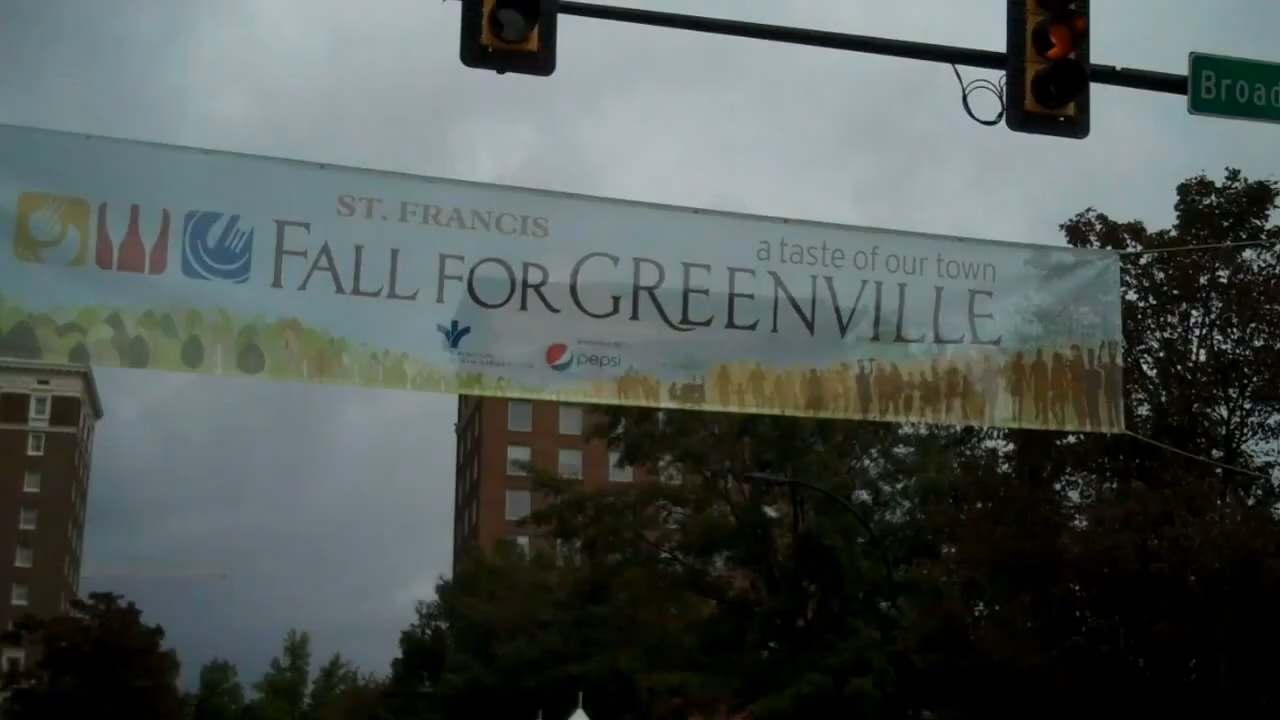 Broad
ST. FRANCIS
a taste of our town
FALL FOR GREENVILLE
pepsi